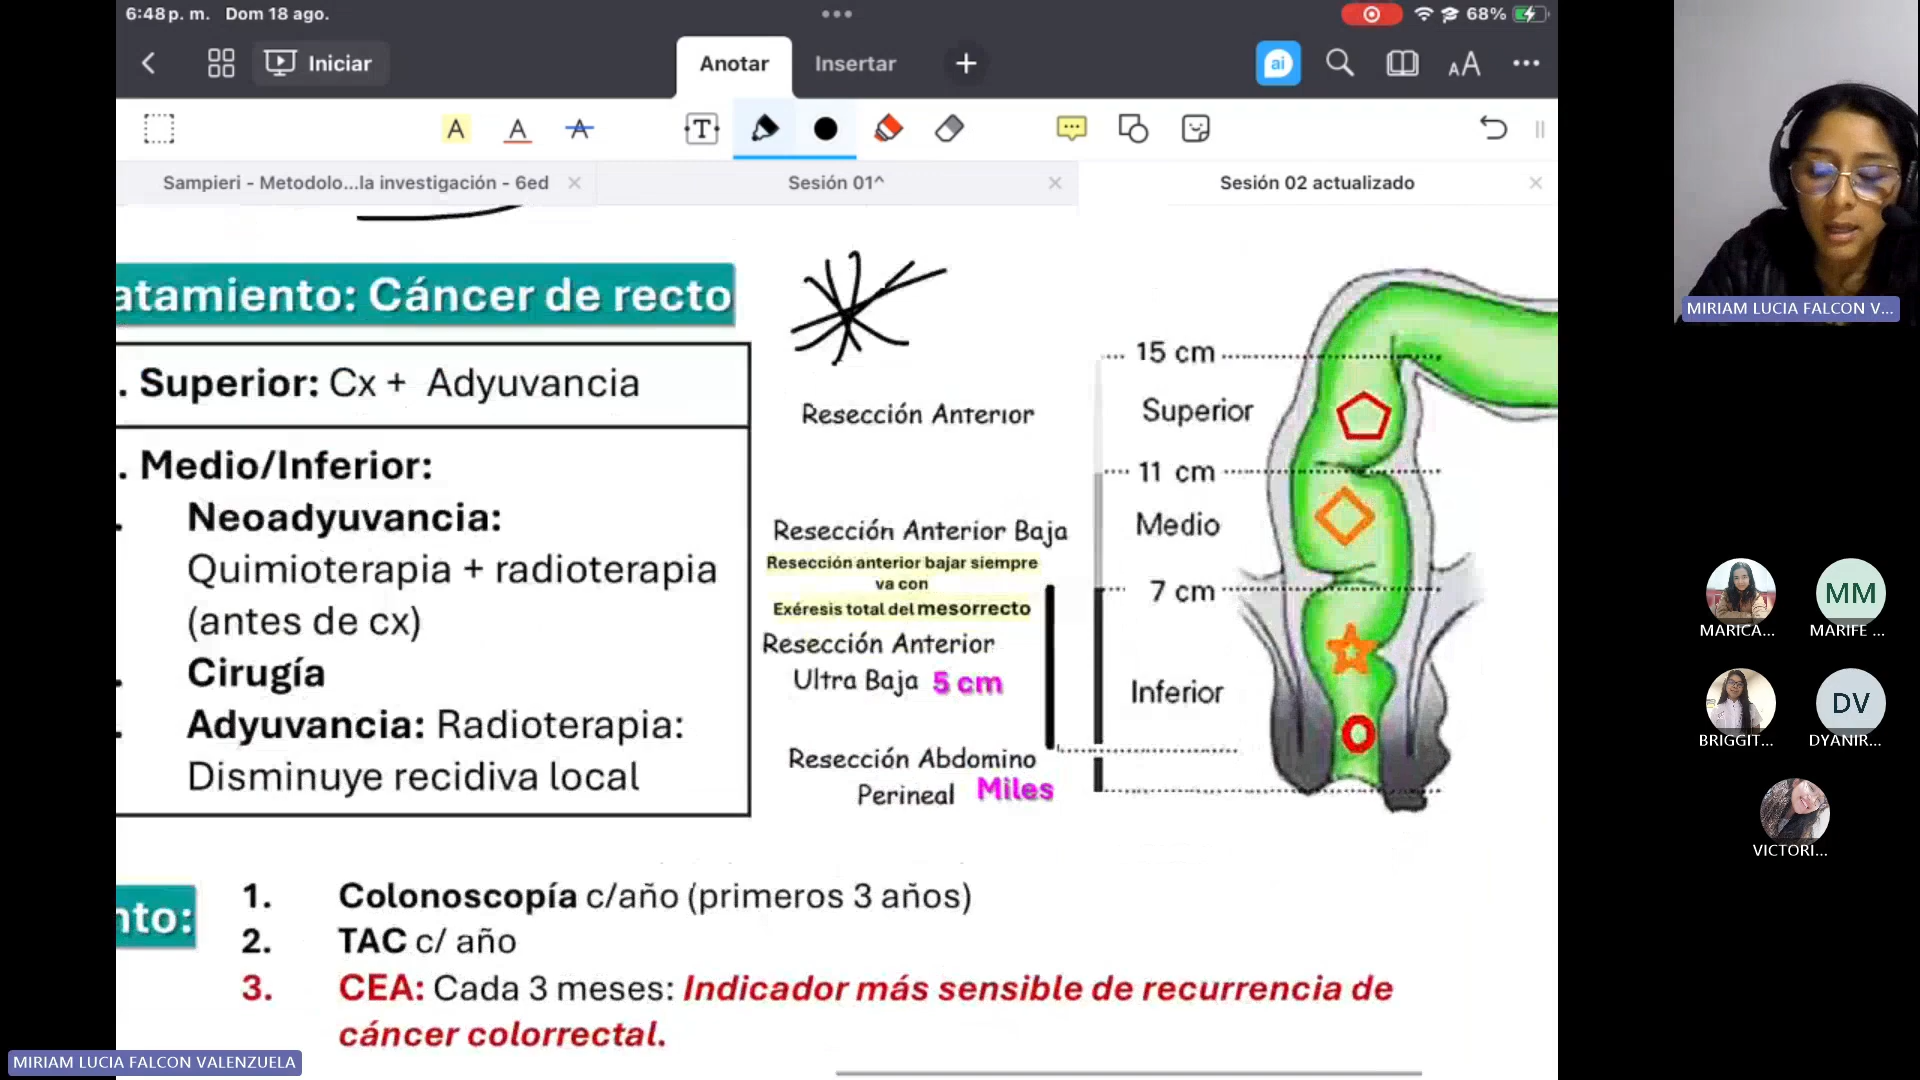 6:48 p. m. Dom 18 ago.
68%
Iniciar
Anotar
Insertar
ai
AA
A A A T
Sampieri - Metodolo...la investigación - 6ed
Sesión 01^
Sesión 02 actualizado
atamiento: Cáncer de recto
. Superior: Cx + Adyuvancia
. Medio/Inferior:
. Neoadyuvancia:
Quimioterapia + radioterapia
(antes de cx)
. Cirugía
. Adyuvancia: Radioterapia:
Disminuye recidiva local
Resección Anterior
Resección Anterior Baja
Resección anterior bajar siempre
va con
Exéresis total del mesorrecto
Resección Anterior
Ultra Baja 5 cm
Resección Abdomino
Perineal Miles
15 cm
Superior
11 cm
Medio
7 cm
Inferior
nto:
1. Colonoscopía c/año (primeros 3 años)
2. TAC c/ año
3. CEA: Cada 3 meses: Indicador más sensible de recurrencia de
cáncer colorrectal.
MIRIAM LUCIA FALCON VALENZUELA
MIRIAM LUCIA FALCON V...
MARICA...
MM
MARIFE ...
BRIGGIT...
DV
DYANIR...
VICTORI...